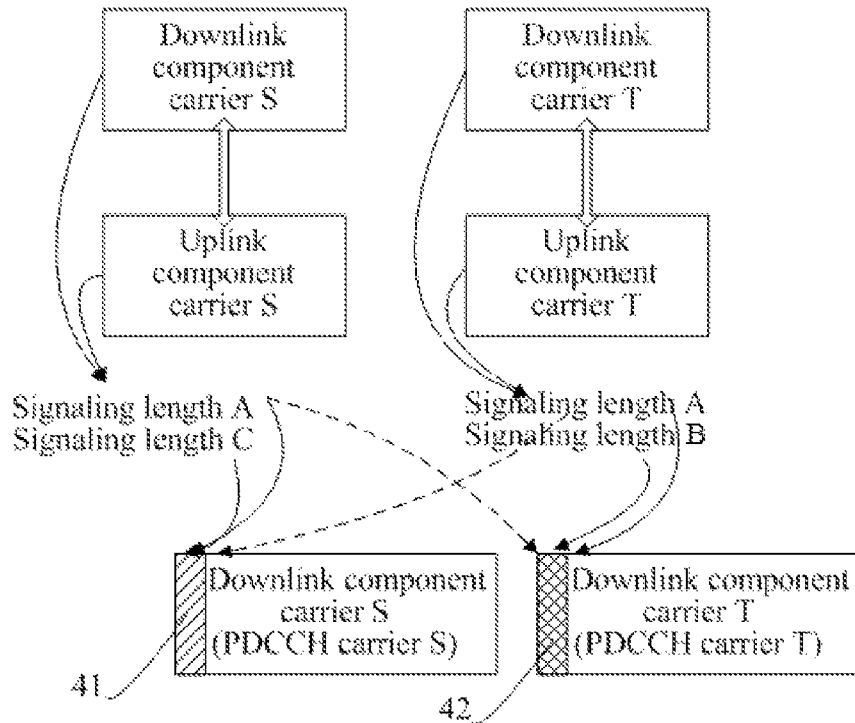 Downlink
component
carrier S
Downlink
component
carrier T
Uplink
component
carrier S
Uplink
component
carrier T
Signaling length A
Signaling length C
Signaling length A
Signaling length B
Downlink component
carrier S
(PDCCH carrier S)
Downlink component
carrier T
(PDCCH carrier T)
41
42